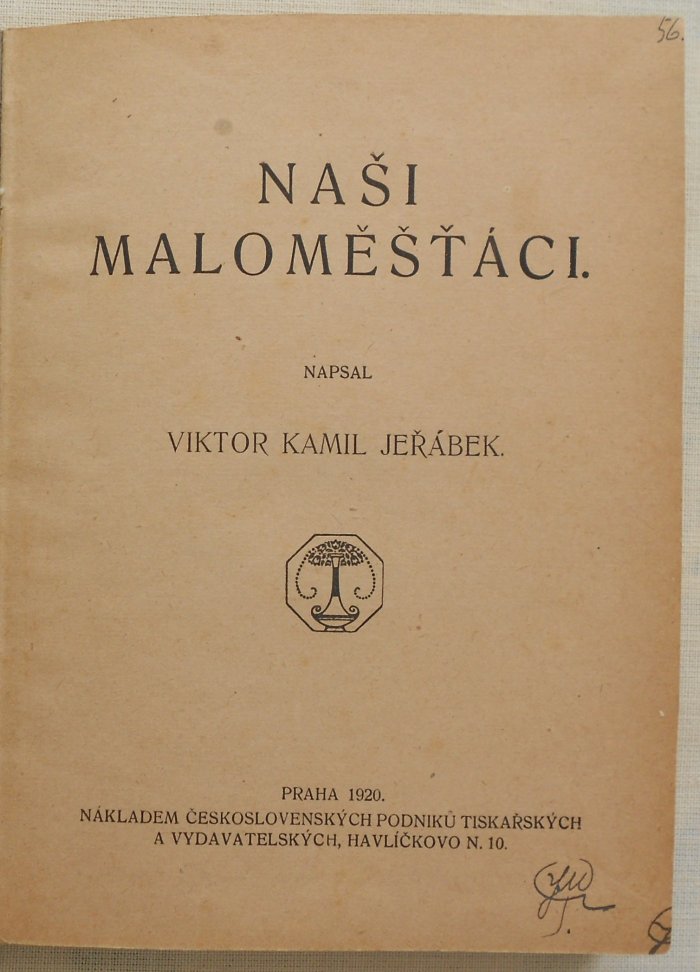 56.
NAŠI
MALOMĚŠŤÁCI.
NAPSAL
VIKTOR KAMIL JEŘÁBEK.
PRAHA 1920.
NÁKLADEM ČESKOSLOVENSKÝCH PODNIKŮ TISKAŘSKÝCH
A VYDAVATELSKÝCH, HAVLÍČKOVO N. 10.